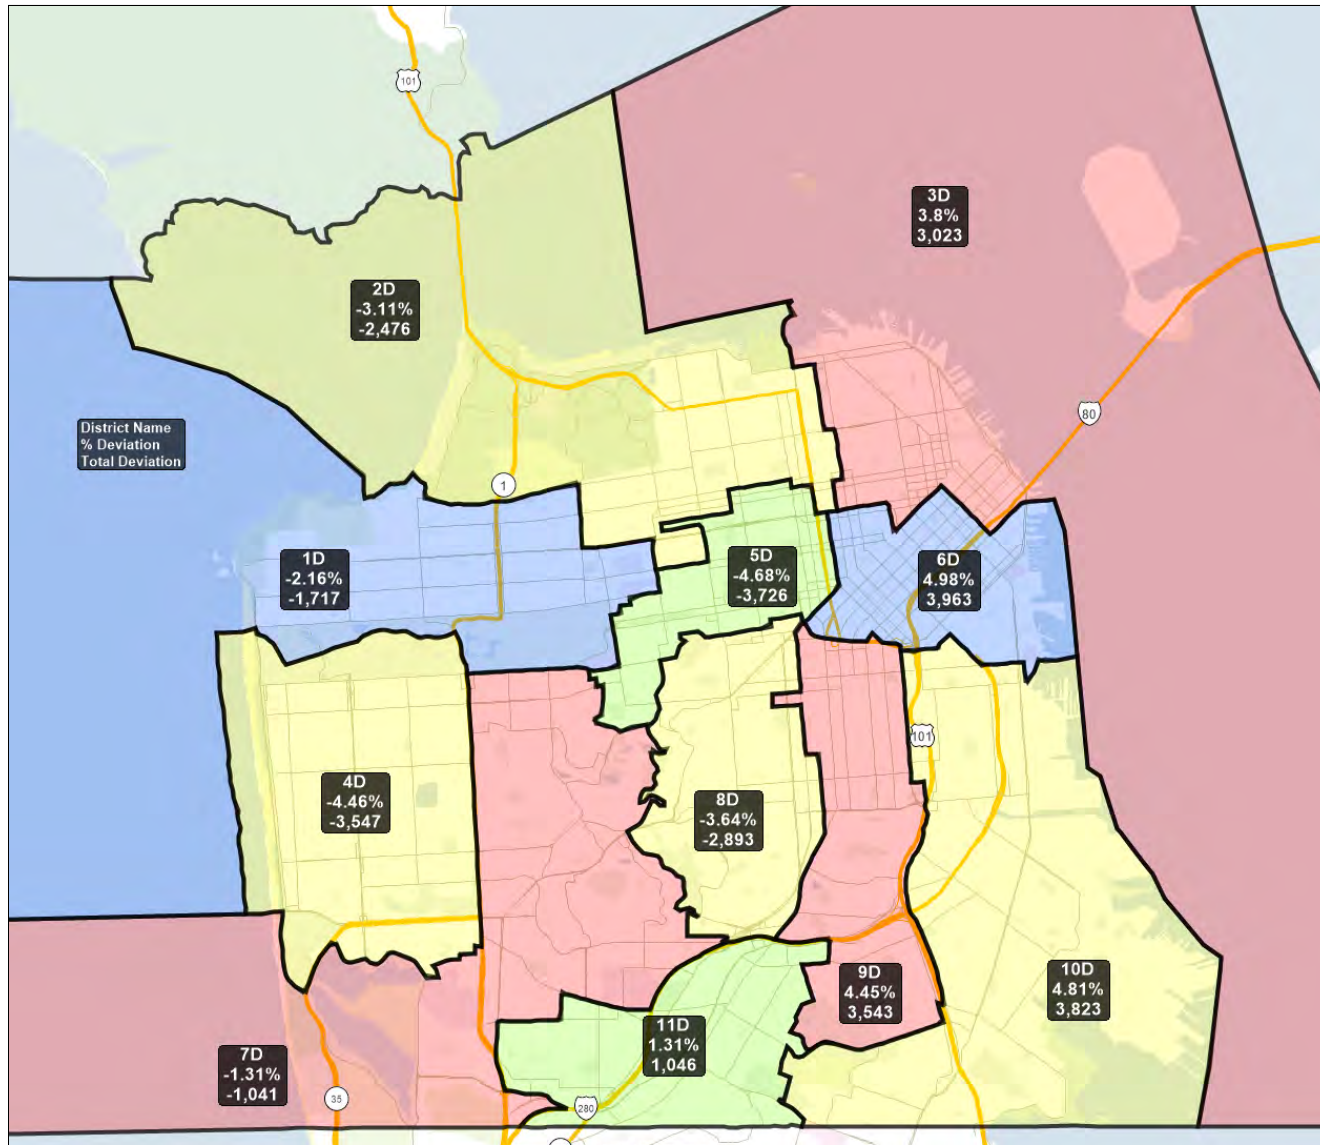 101
3D
3.8%
3,023
2D
-3.11%
-2,476
80
District Name
% Deviation
Total Deviation
1
1D
-2.16%
-1,717
5D
-4.68%
-3,726
6D
4.98%
3,963
101
4D
-4.46%
-3,547
8D
-3.64%
-2,893
9D
4.45%
3,543
10D
4.81%
3,823
11D
1.31%
1,046
7D
-1.31%
-1,041
35
280